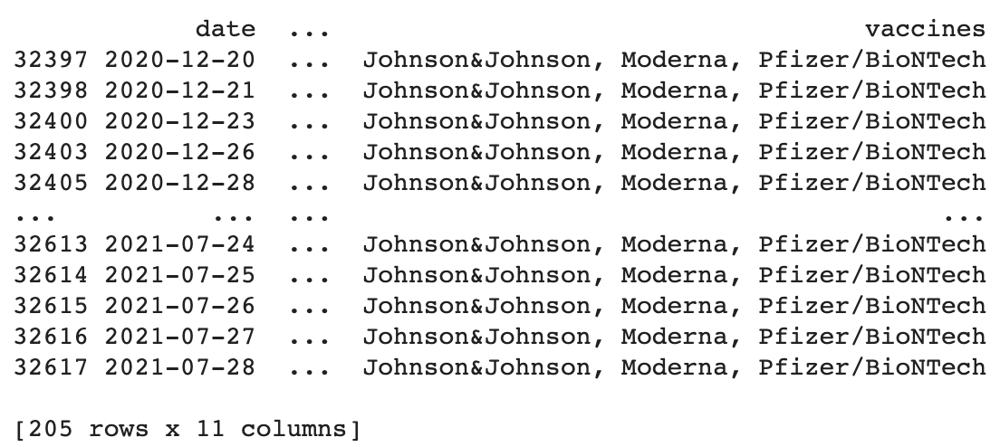 date ... vaccines
32397 2020-12-20 ... Johnson&Johnson, Moderna, Pfizer/BioNTech
32398 2020-12-21 ... Johnson&Johnson, Moderna, Pfizer/BioNTech
32400 2020-12-23 ... Johnson&Johnson, Moderna, Pfizer/BioNTech
32403 2020-12-26 ... Johnson&Johnson, Moderna, Pfizer/BioNTech
32405 2020-12-28 ... Johnson&Johnson, Moderna, Pfizer/BioNTech
... ... ... ...
32613 2021-07-24 ... Johnson&Johnson, Moderna, Pfizer/BioNTech
32614 2021-07-25 ... Johnson&Johnson, Moderna, Pfizer/BioNTech
32615 2021-07-26 ... Johnson&Johnson, Moderna, Pfizer/BioNTech
32616 2021-07-27 ... Johnson&Johnson, Moderna, Pfizer/BioNTech
32617 2021-07-28 ... Johnson&Johnson, Moderna, Pfizer/BioNTech
[205 rows x 11 columns]